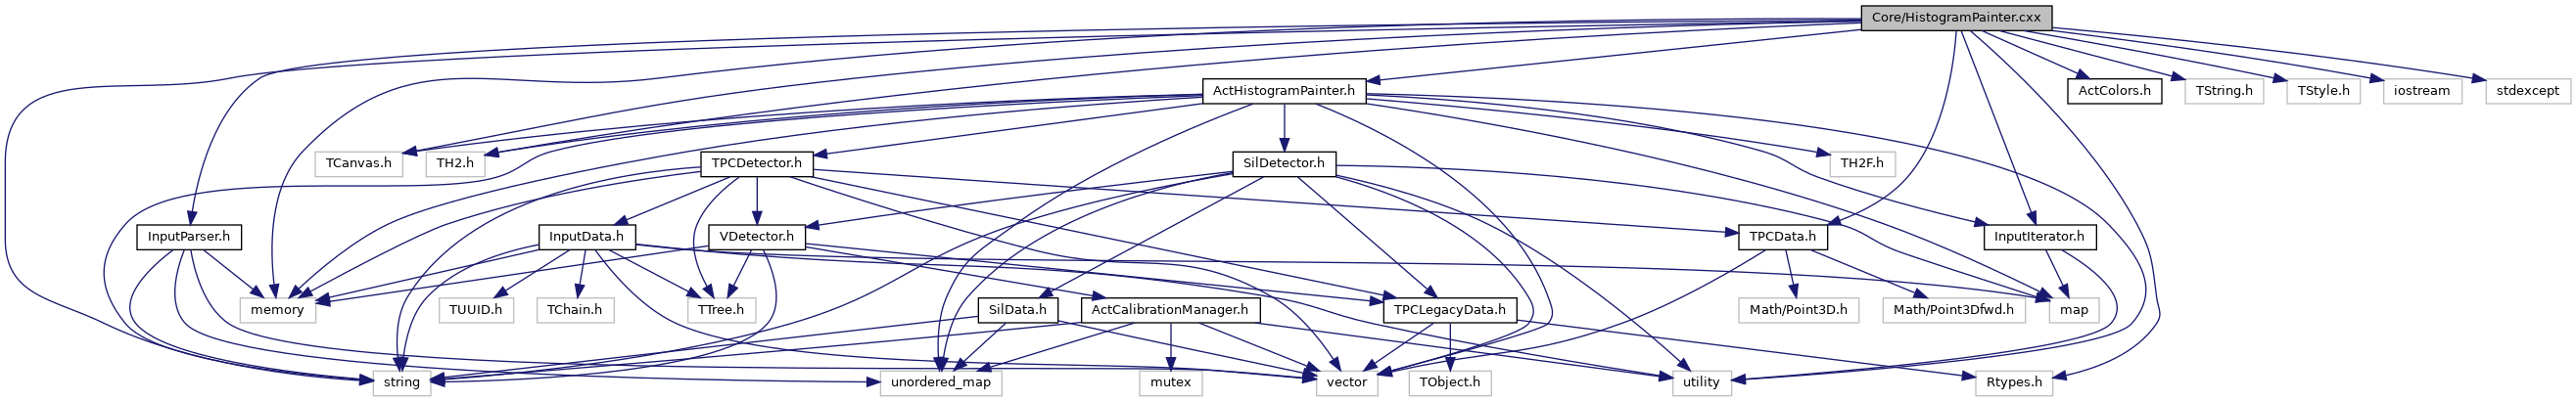 Core/HistogramPainter.cxx
ActHistogramPainter.h
ActColors.h
TString.h
TStyle.h
iostream
stdexcept
TCanvas.h
TH2.h
TPCDetector.h
SilDetector.h
TH2F.h
InputParser.h
InputData.h
VDetector.h
TPCData.h
InputIterator.h
memory
TUUID.h
TChain.h
TTree.h
SilData.h
ActCalibrationManager.h
TPCLegacyData.h
Math/Point3D.h
Math/Point3Dfwd.h
map
string
unordered_map
mutex
vector
TObject.h
utility
Rtypes.h